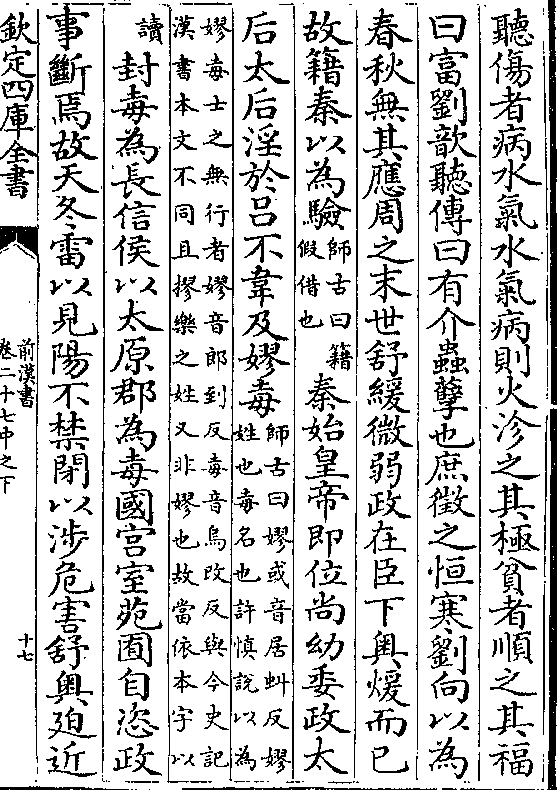 聽傷者病水氣水氣病則火沴之其極貧者順之其福
曰富劉歆聽傳曰有介蟲孽也庶徵之恒寒劉向以為
春秋無其應周之末世舒緩微弱政在臣下奥煖而已
故籍秦以為驗師古曰籍
假借也秦始皇帝即位尚幼委政太
后太后淫於呂不韋及嫪毐師古曰嫪或音居虯反嫪
姓也毐名也許慎說以為
嫪毐士之無行者嫪音郎到反毐音烏改反與今史記
漢書本文不同且摎樂之姓又非嫪也故當依本字以
讀封毐為長信侯以太原郡為毐國宫室苑囿自恣政
事斷焉故天冬雷以見陽不禁閉以涉危害舒奥迫近
欽定四庫全書
前漢書
卷二十七中之下
十七